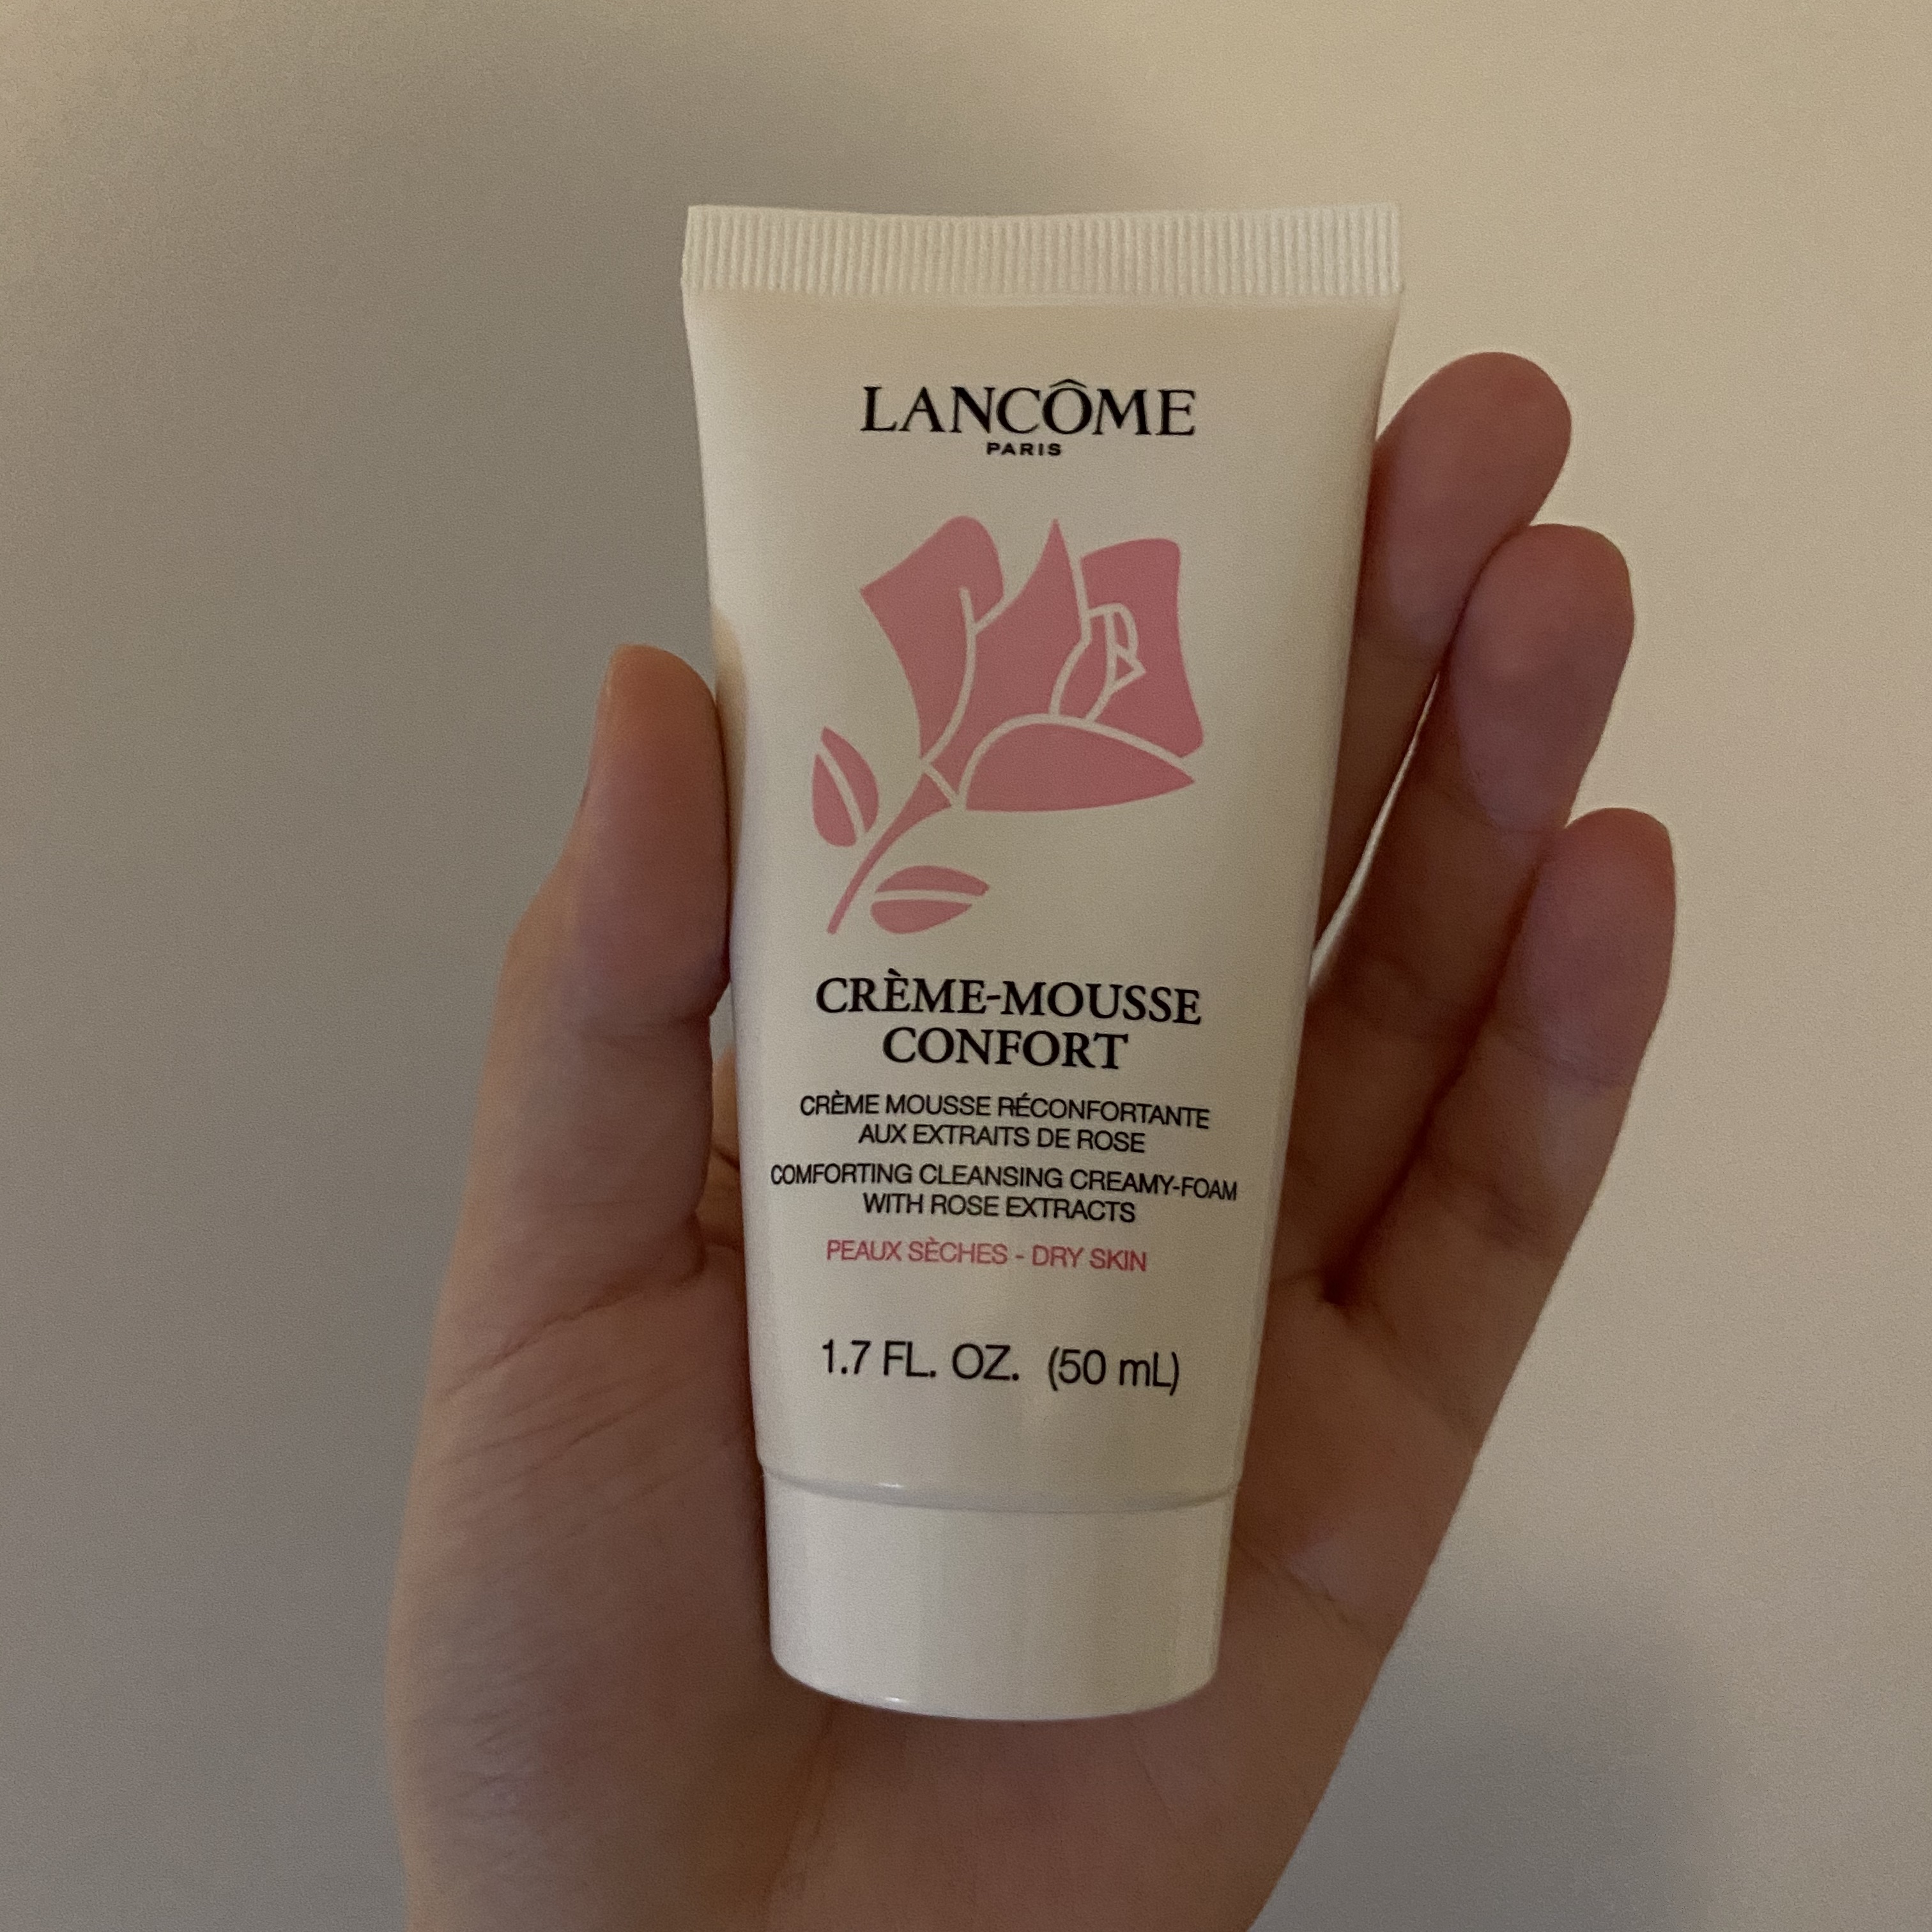 LANCÔME
PARIS
CRÈME-MOUSSE
CONFORT
CRÈME MOUSSE RÉCONFORTANTE
AUX EXTRAITS DE ROSE
COMFORTING CLEANSING CREAMY-FOAM
WITH ROSE EXTRACTS
PEAUX SÈCHES - DRY SKIN
1.7 FL. OZ. (50 mL)